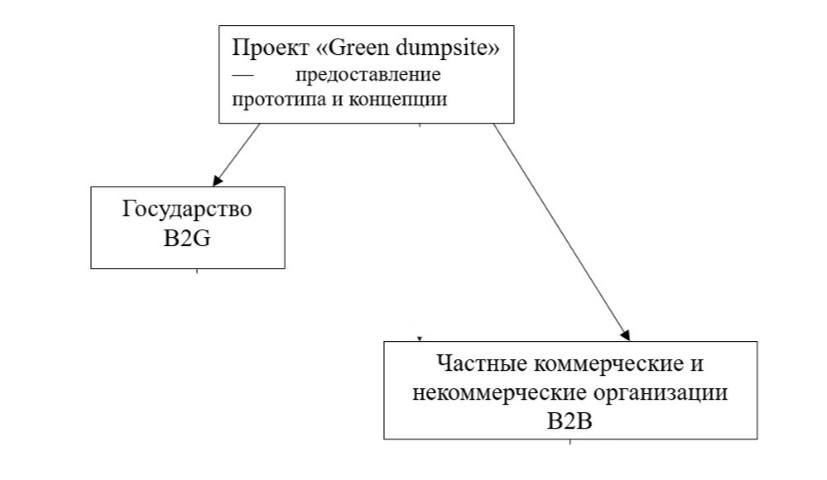 Проект «Green dumpsite»
— предоставление
прототипа и концепции
Государство
B2G
Частные коммерческие и
некоммерческие организации
B2B